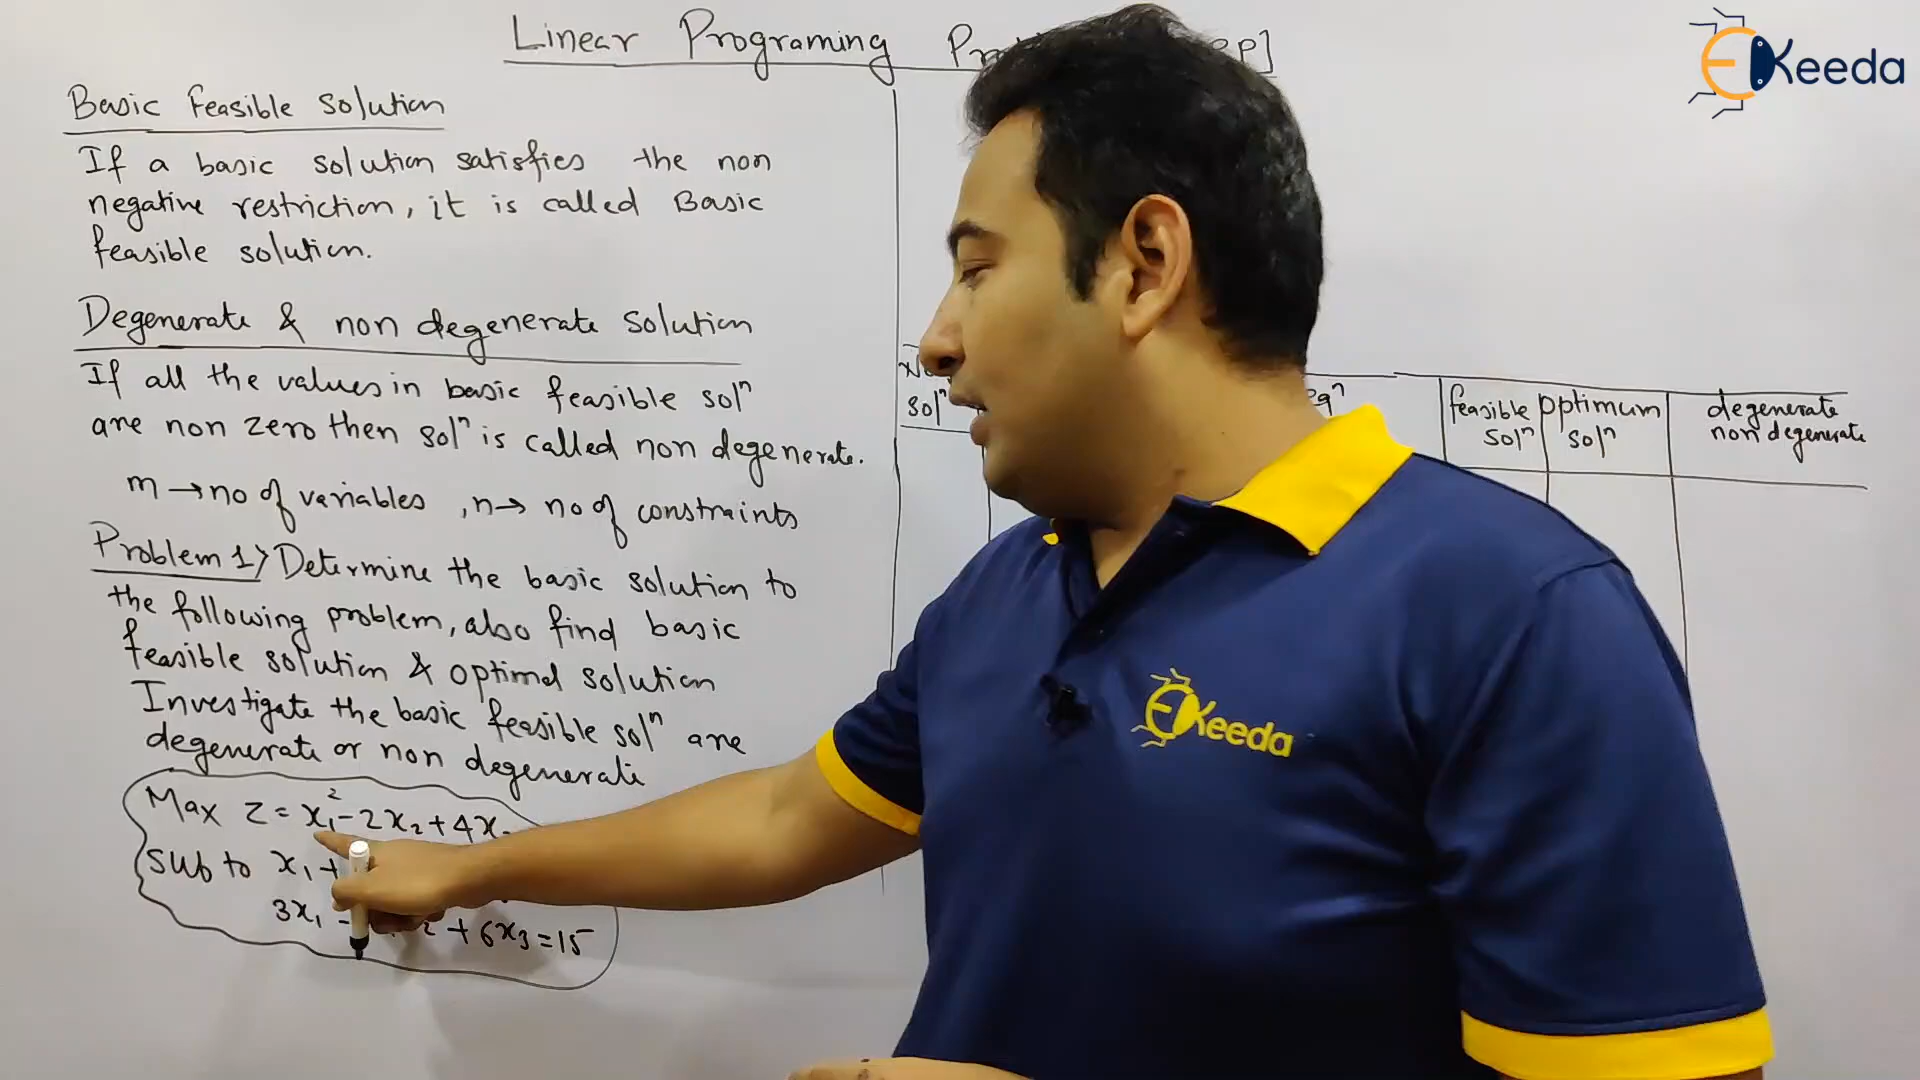 Linear Programing
EKeeda
Basic Feasible Solution
If a basic solution satisfies the non
negative restriction, it is called Basic
feasible solution.
Degenerate & non degenerate solution
If all the values in basic feasible solⁿ
are non zero then solⁿ is called non degenerate.
m → no of variables , n → no of constraints
Problem 1> Determine the basic solution to
the following problem, also find basic
feasible solution & optimal solution
Investigate the basic feasible solⁿ are
degenerate or non degenerate
Max Z = x₁² - 2x₂ + 4x
Sub to x₁ +
3x₁ - + 6x₃ = 15
solⁿ
feasible solⁿ
optimum solⁿ
degenerate
non degenerate
EKeeda